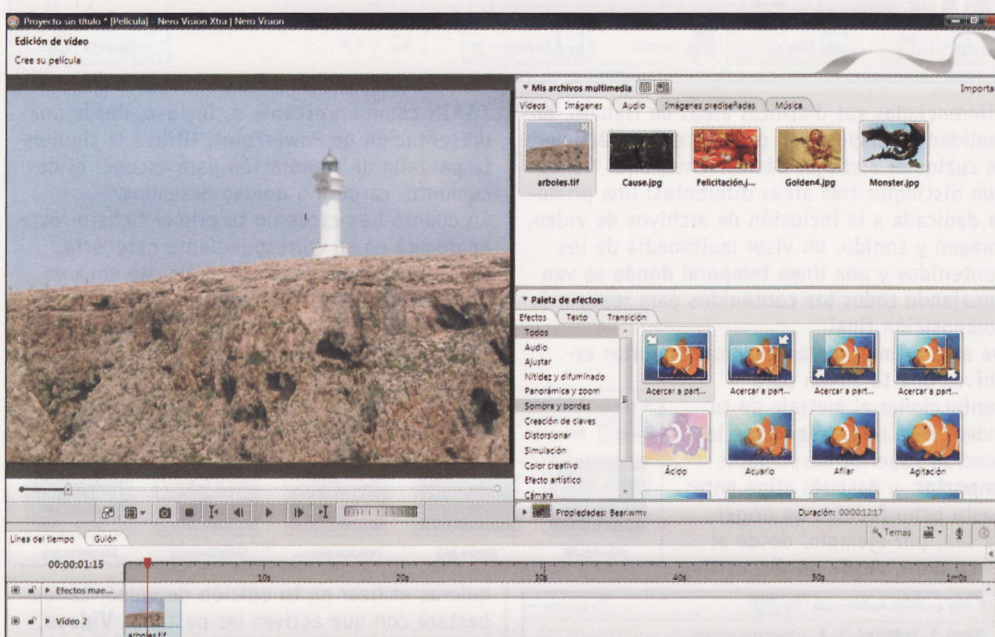 Proyecto sin título * [Película] - Nero Vision Xtra | Nero Vision
Edición de vídeo
Cree su película
Mis archivos multimedia
Importa
Vídeos Imágenes Audio Imágenes prediseñadas Música
arboles.tif Cause.jpg Felicitación.j... Golden4.jpg Monster.jpg
Paleta de efectos:
Efectos Texto Transición
Todos
Audio
Ajustar
Nitidez y difuminado
Panorámica y zoom
Sombra y bordes
Creación de claves
Distorsionar
Simulación
Color creativo
Efecto artístico
Cámara
Acercar a part... Acercar a part... Acercar a part... Acercar a part...
Ácido Acuario Afilar Agitación
Propiedades: Bear.wmv Duración: 00:00:12:17
Temas
Línea del tiempo Guión
00:00:01:15
10s 20s 30s 40s 50s 1m0s
Efectos mae...
Vídeo 2
arboles.tif